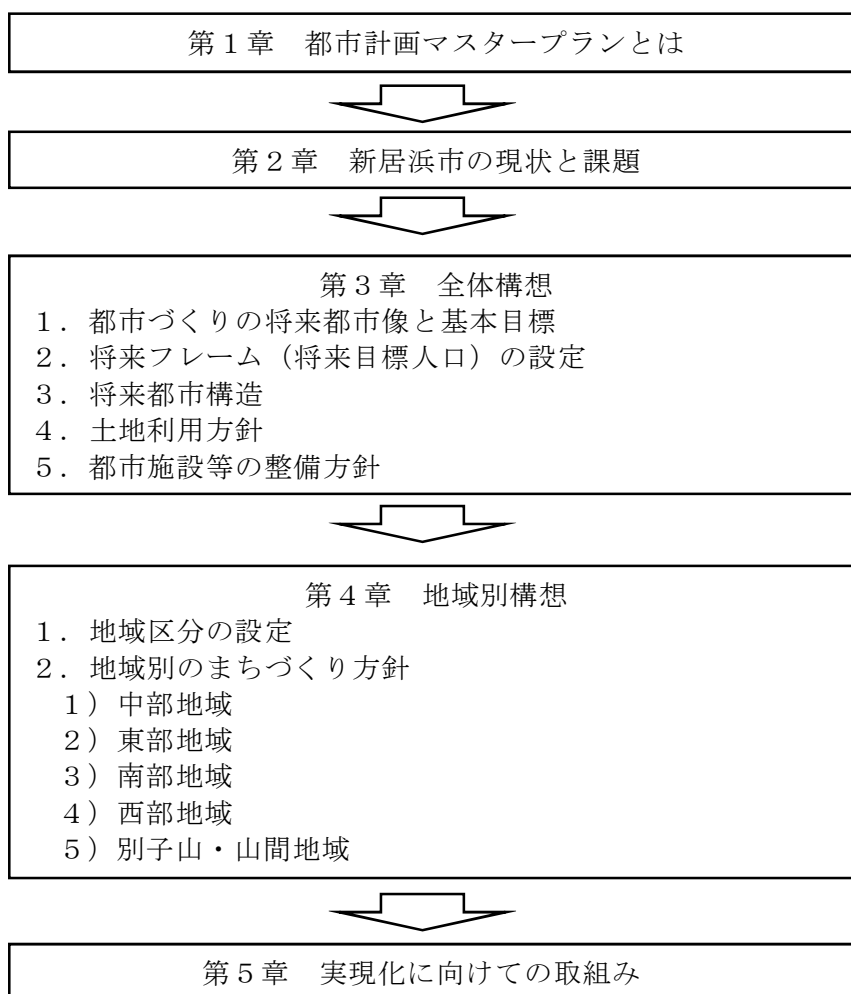 第１章　都市計画マスタープランとは
第２章　新居浜市の現状と課題
第３章　全体構想
１．都市づくりの将来都市像と基本目標
２．将来フレーム（将来目標人口）の設定
３．将来都市構造
４．土地利用方針
５．都市施設等の整備方針
第４章　地域別構想
１．地域区分の設定
２．地域別のまちづくり方針
１）中部地域
２）東部地域
３）南部地域
４）西部地域
５）別子山・山間地域
第５章　実現化に向けての取組み